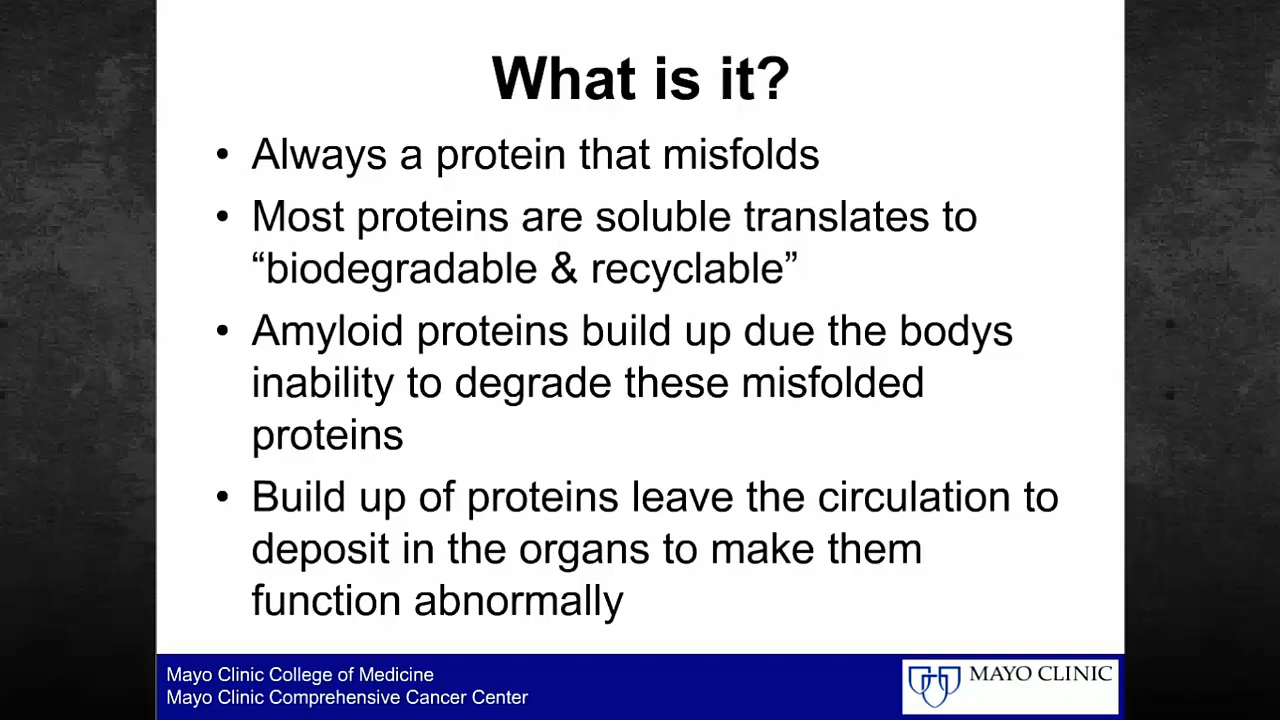 What is it?
• Always a protein that misfolds
• Most proteins are soluble translates to
“biodegradable & recyclable”
• Amyloid proteins build up due the bodys
inability to degrade these misfolded
proteins
• Build up of proteins leave the circulation to
deposit in the organs to make them
function abnormally
Mayo Clinic College of Medicine
Mayo Clinic Comprehensive Cancer Center
MAYO CLINIC